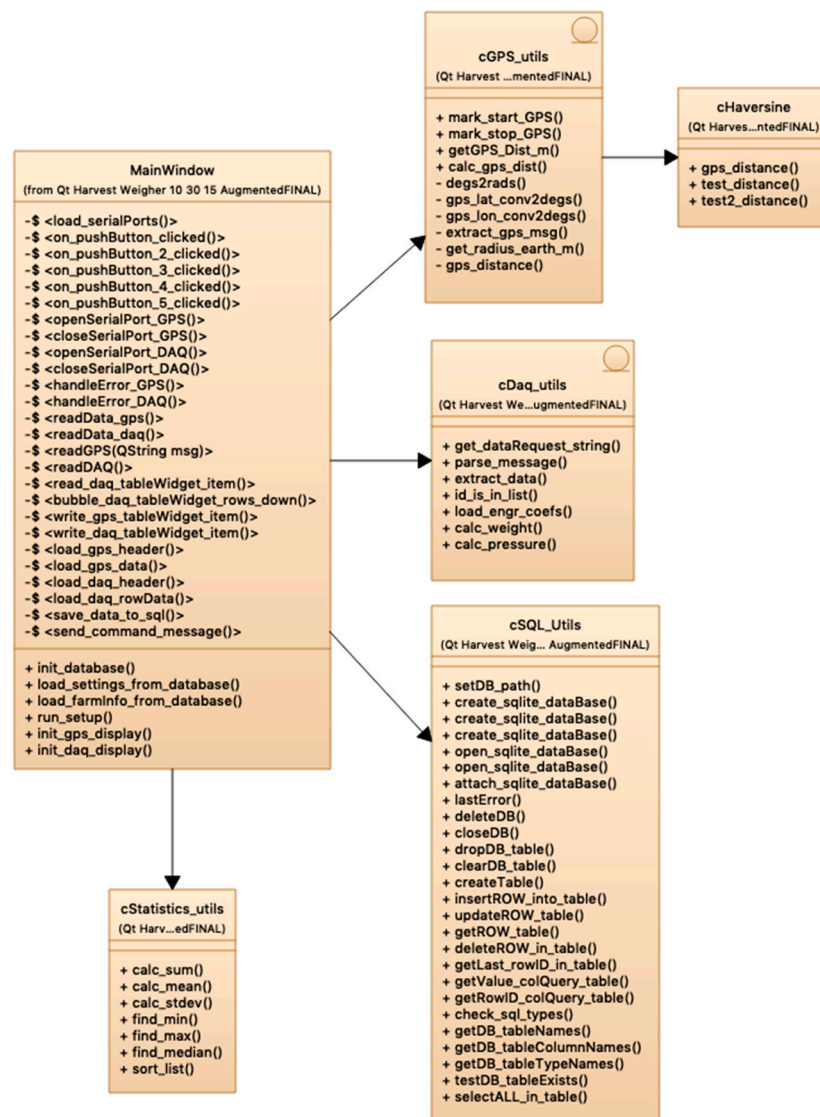 cGPS_utils
(Qt Harvest ...mentedFINAL)
+ mark_start_GPS()
+ mark_stop_GPS()
+ getGPS_Dist_m()
+ calc_gps_dist()
- degs2rads()
- gps_lat_conv2degs()
- gps_lon_conv2degs()
- extract_gps_msg()
- get_radius_earth_m()
- gps_distance()
cHaversine
(Qt Harves...ntedFINAL)
+ gps_distance()
+ test_distance()
+ test2_distance()
MainWindow
(from Qt Harvest Weigher 10 30 15 AugmentedFINAL)
-$ <load_serialPorts()>
-$ <on_pushButton_clicked()>
-$ <on_pushButton_2_clicked()>
-$ <on_pushButton_3_clicked()>
-$ <on_pushButton_4_clicked()>
-$ <on_pushButton_5_clicked()>
-$ <openSerialPort_GPS()>
-$ <closeSerialPort_GPS()>
-$ <openSerialPort_DAQ()>
-$ <closeSerialPort_DAQ()>
-$ <handleError_GPS()>
-$ <handleError_DAQ()>
-$ <readData_gps()>
-$ <readData_daq()>
-$ <readGPS(QString msg)>
-$ <readDAQ()>
-$ <read_daq_tableWidget_item()>
-$ <bubble_daq_tableWidget_rows_down()>
-$ <write_gps_tableWidget_item()>
-$ <write_daq_tableWidget_item()>
-$ <load_gps_header()>
-$ <load_gps_data()>
-$ <load_daq_header()>
-$ <load_daq_rowData()>
-$ <save_data_to_sql()>
-$ <send_command_message()>
+ init_database()
+ load_settings_from_database()
+ load_farmInfo_from_database()
+ run_setup()
+ init_gps_display()
+ init_daq_display()
cDaq_utils
(Qt Harvest We...ugmentedFINAL)
+ get_dataRequest_string()
+ parse_message()
+ extract_data()
+ id_is_in_list()
+ load_engr_coefs()
+ calc_weight()
+ calc_pressure()
cSQL_Utils
(Qt Harvest Weig... AugmentedFINAL)
+ setDB_path()
+ create_sqlite_dataBase()
+ create_sqlite_dataBase()
+ create_sqlite_dataBase()
+ open_sqlite_dataBase()
+ open_sqlite_dataBase()
+ attach_sqlite_dataBase()
+ lastError()
+ deleteDB()
+ closeDB()
+ dropDB_table()
+ clearDB_table()
+ createTable()
+ insertROW_into_table()
+ updateROW_table()
+ getROW_table()
+ deleteROW_in_table()
+ getLast_rowID_in_table()
+ getValue_colQuery_table()
+ getRowID_colQuery_table()
+ check_sql_types()
+ getDB_tableNames()
+ getDB_tableColumnNames()
+ getDB_tableTypeNames()
+ testDB_tableExists()
+ selectALL_in_table()
cStatistics_utils
(Qt Harv...edFINAL)
+ calc_sum()
+ calc_mean()
+ calc_stdev()
+ find_min()
+ find_max()
+ find_median()
+ sort_list()